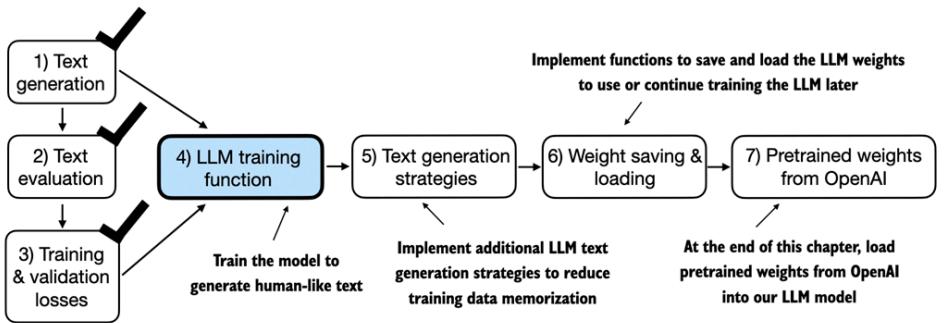 1) Text
generation
2) Text
evaluation
3) Training
& validation
losses
4) LLM training
function
Train the model to
generate human-like text
5) Text generation
strategies
Implement additional LLM text
generation strategies to reduce
training data memorization
Implement functions to save and load the LLM weights
to use or continue training the LLM later
6) Weight saving &
loading
7) Pretrained weights
from OpenAI
At the end of this chapter, load
pretrained weights from OpenAI
into our LLM model